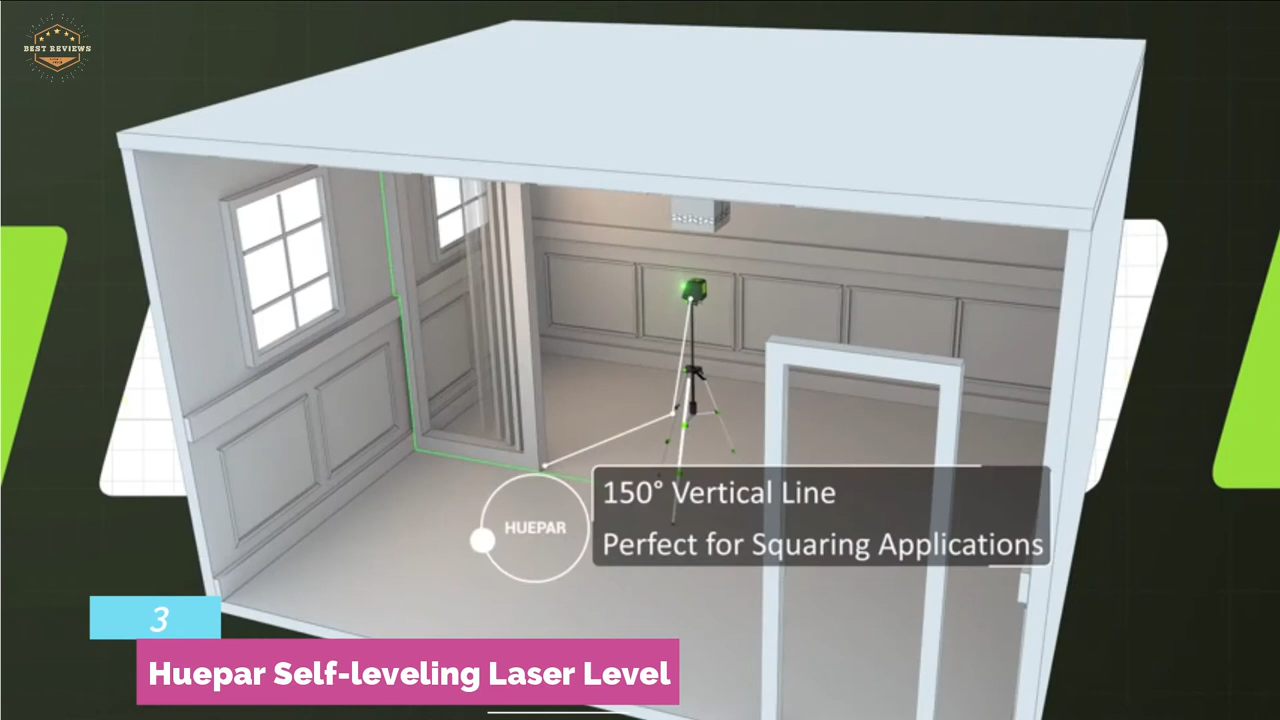 BEST REVIEWS
150° Vertical Line
Perfect for Squaring Applications
HUEPAR
3
Huepar Self-leveling Laser Level